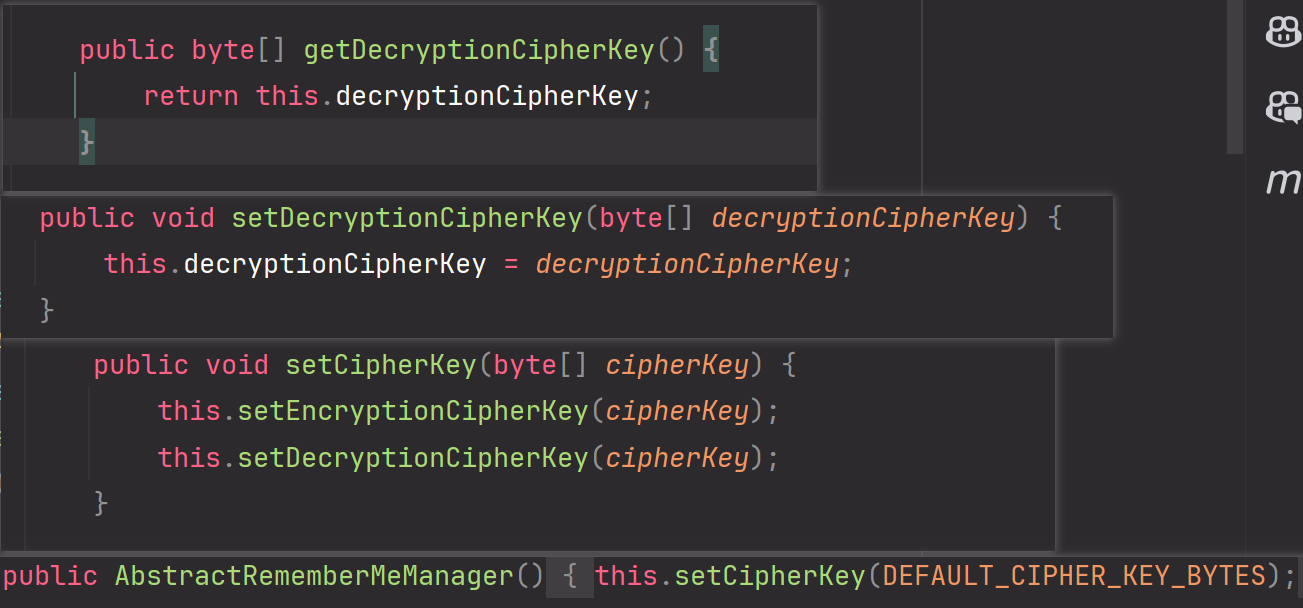 public byte[] getDecryptionCipherKey() {
return this.decryptionCipherKey;
}
public void setDecryptionCipherKey(byte[] decryptionCipherKey) {
this.decryptionCipherKey = decryptionCipherKey;
}
public void setCipherKey(byte[] cipherKey) {
this.setEncryptionCipherKey(cipherKey);
this.setDecryptionCipherKey(cipherKey);
}
public AbstractRememberMeManager() { this.setCipherKey(DEFAULT_CIPHER_KEY_BYTES);
m